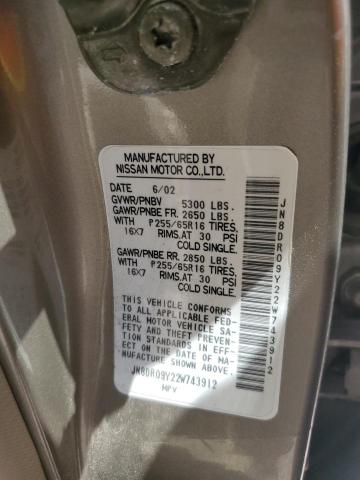 MANUFACTURED BY
NISSAN MOTOR CO.,LTD.
DATE 6/02
GVWR/PNBV 5300 LBS.
GAWR/PNBE FR. 2650 LBS.
WITH P255/65R16 TIRES,
16X7 RIMS.AT 30 PSI
COLD SINGLE.
GAWR/PNBE RR. 2850 LBS.
WITH P255/65R16 TIRES,
16X7 RIMS.AT 30 PSI
COLD SINGLE.
THIS VEHICLE CONFORMS
TO ALL APPLICABLE FED-
ERAL MOTOR VEHICLE SA-
FETY AND THEFT PREVEN-
TION STANDARDS IN EFF-
ECT ON THE DATE OF MA-
NUFACTURE SHOWN ABOVE.
JN8DR09Y22W743912
MPV
JN8DR09Y22W743912